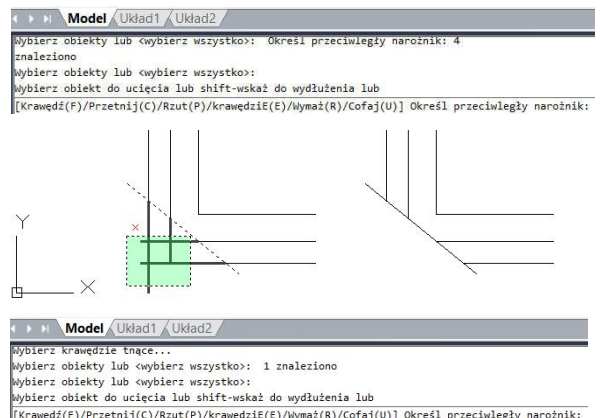 Model Układ1 Układ2
Wybierz obiekty lub <wybierz wszystko>: Określ przeciwległy narożnik: 4
znaleziono
Wybierz obiekty lub <wybierz wszystko>:
Wybierz obiekt do ucięcia lub shift-wskaż do wydłużenia lub
[Krawędź(F)/Przetnij(C)/Rzut(P)/krawędziE(E)/Wymaż(R)/Cofaj(U)] Określ przeciwległy narożnik:
Y
X
Model Układ1 Układ2
Wybierz krawędzie tnące...
Wybierz obiekty lub <wybierz wszystko>: 1 znaleziono
Wybierz obiekty lub <wybierz wszystko>:
Wybierz obiekt do ucięcia lub shift-wskaż do wydłużenia lub
[Krawędź(F)/Przetnij(C)/Rzut(P)/krawędziE(E)/Wymaż(R)/Cofaj(U)] Określ przeciwległy narożnik: